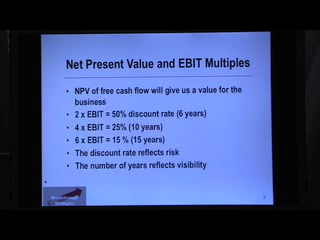 Net Present Value and EBIT Multiples
• NPV of free cash flow will give us a value for the
business
• 2 x EBIT = 50% discount rate (6 years)
• 4 x EBIT = 25% (10 years)
• 6 x EBIT = 15 % (15 years)
• The discount rate reflects risk
• The number of years reflects visibility